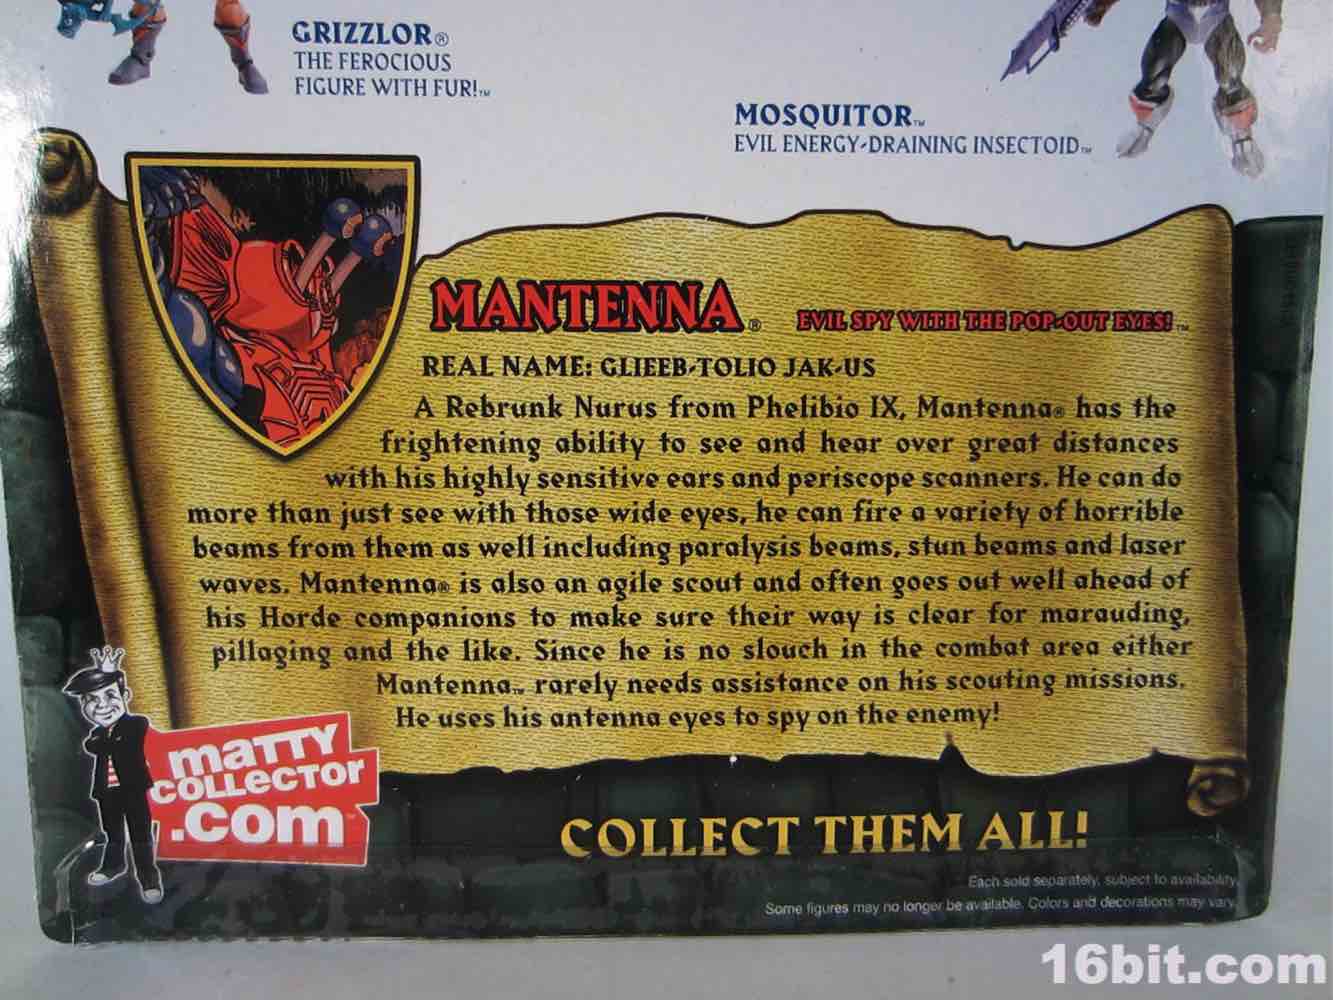 GRIZZLOR®
THE FEROCIOUS
FIGURE WITH FUR!™
MOSQUITOR™
EVIL ENERGY-DRAINING INSECTOID™
MANTENNA® EVIL SPY WITH THE POP-OUT EYES!™
REAL NAME: GLIEEB-TOLIO JAK-US
A Rebrunk Nurus from Phelibio IX, Mantenna® has the
frightening ability to see and hear over great distances
with his highly sensitive ears and periscope scanners. He can do
more than just see with those wide eyes, he can fire a variety of horrible
beams from them as well including paralysis beams, stun beams and laser
waves. Mantenna® is also an agile scout and often goes out well ahead of
his Horde companions to make sure their way is clear for marauding,
pillaging and the like. Since he is no slouch in the combat area either
Mantenna™ rarely needs assistance on his scouting missions.
He uses his antenna eyes to spy on the enemy!
maTTY
COLLeCTor
.com™
COLLECT THEM ALL!
Each sold separately, subject to availability.
Some figures may no longer be available. Colors and decorations may vary.
16bit.com